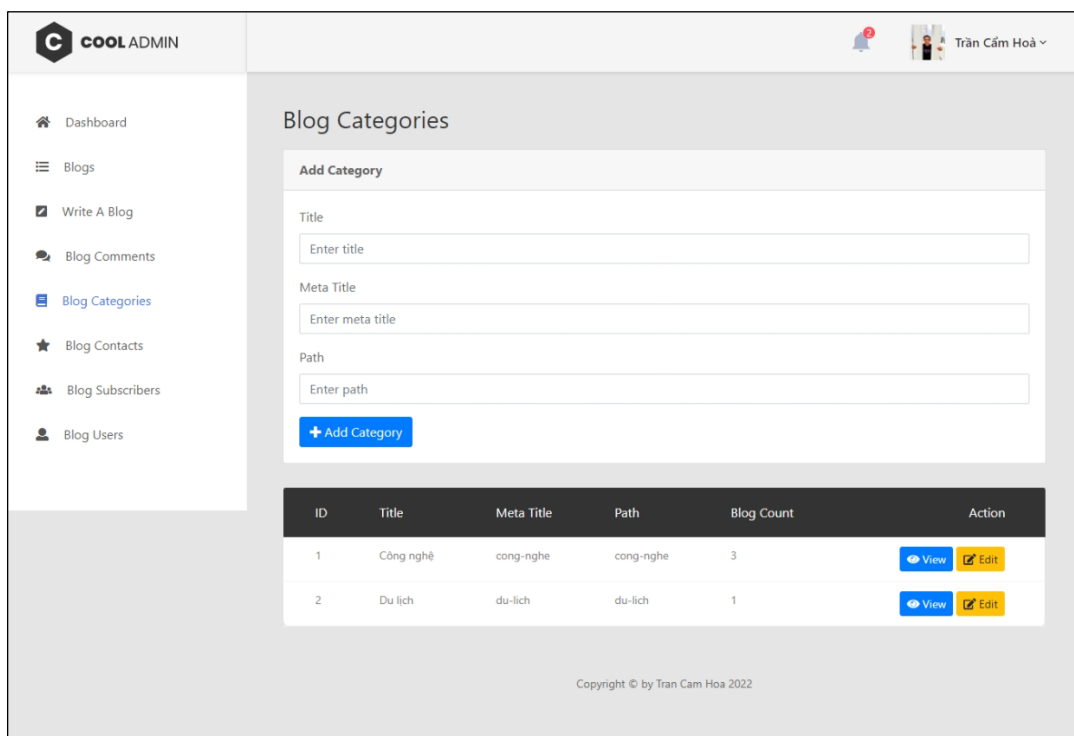 C COOL ADMIN
2
Trần Cẩm Hoà
Dashboard
Blogs
Write A Blog
Blog Comments
Blog Categories
Blog Contacts
Blog Subscribers
Blog Users
Blog Categories
Add Category
Title
Enter title
Meta Title
Enter meta title
Path
Enter path
Add Category
ID Title Meta Title Path Blog Count Action
1 Công nghệ cong-nghe cong-nghe 3 View Edit
2 Du lịch du-lich du-lich 1 View Edit
Copyright © by Tran Cam Hoa 2022